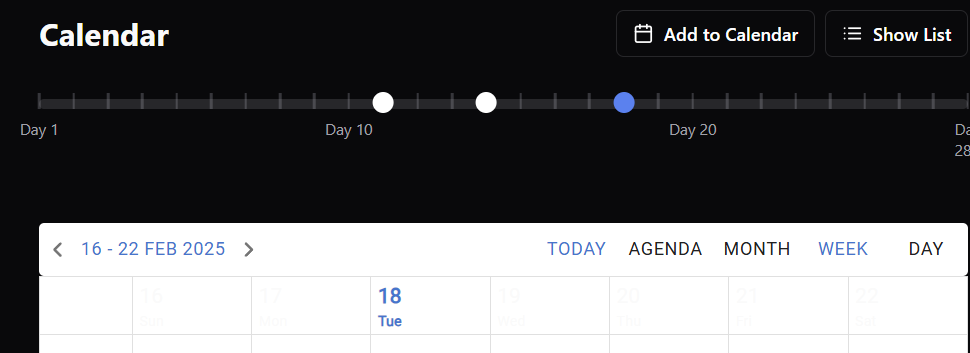 Calendar
Add to Calendar
Show List
Day 1
Day 10
Day 20
Da
28
16 - 22 FEB 2025
TODAY AGENDA MONTH WEEK DAY
16 17 18 19 20 21 22
Sun Mon Tue Wed Thu Fri Sat